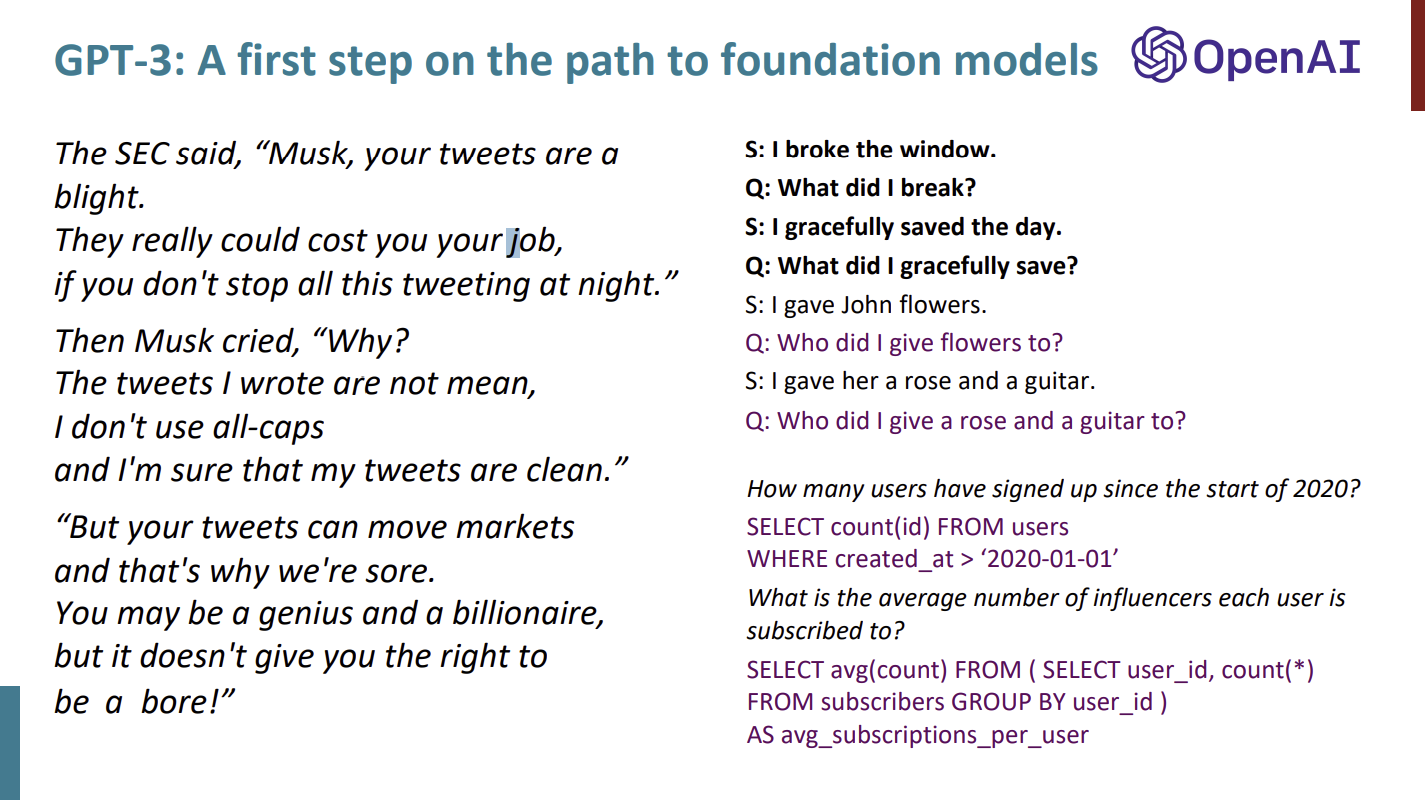 GPT-3: A first step on the path to foundation models
OpenAI
The SEC said, “Musk, your tweets are a
blight.
They really could cost you your job,
if you don't stop all this tweeting at night.”
Then Musk cried, “Why?
The tweets I wrote are not mean,
I don't use all-caps
and I'm sure that my tweets are clean.”
“But your tweets can move markets
and that's why we're sore.
You may be a genius and a billionaire,
but it doesn't give you the right to
be a bore!”
S: I broke the window.
Q: What did I break?
S: I gracefully saved the day.
Q: What did I gracefully save?
S: I gave John flowers.
Q: Who did I give flowers to?
S: I gave her a rose and a guitar.
Q: Who did I give a rose and a guitar to?
How many users have signed up since the start of 2020?
SELECT count(id) FROM users
WHERE created_at > ‘2020-01-01’
What is the average number of influencers each user is
subscribed to?
SELECT avg(count) FROM ( SELECT user_id, count(*)
FROM subscribers GROUP BY user_id )
AS avg_subscriptions_per_user